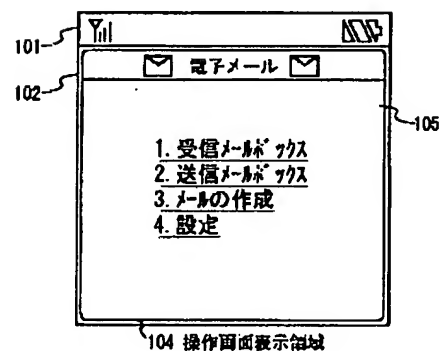 101
102
電子メール
105
1. 受信メールボックス
2. 送信メールボックス
3. メールの作成
4. 設定
104 操作画面表示領域